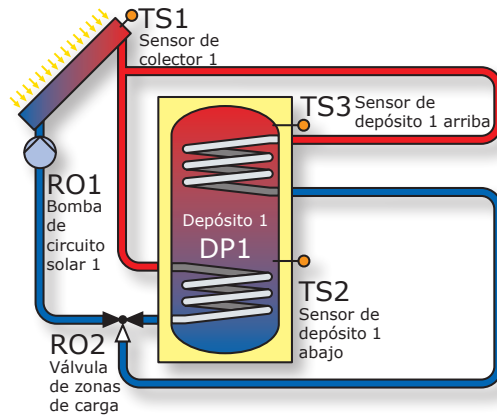 TS1
Sensor de
colector 1
TS3
Sensor de
depósito 1 arriba
RO1
Bomba
de
circuito
solar 1
Depósito 1
DP1
TS2
Sensor de
depósito 1
abajo
RO2
Válvula
de zonas
de carga